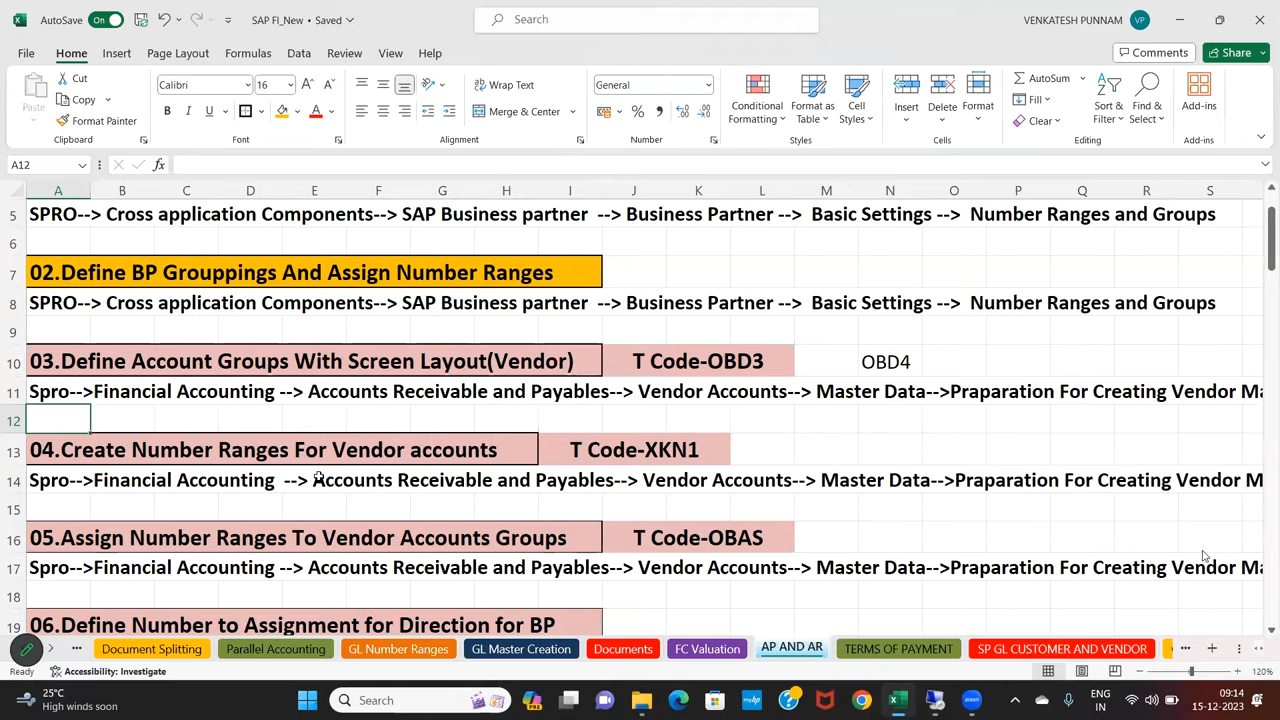 AutoSave On SAP FI_New • Saved Search VENKATESH PUNNAM VP
File Home Insert Page Layout Formulas Data Review View Help Comments Share
Paste Cut Copy Format Painter Clipboard
Calibri 16 B I U Font
Wrap Text Merge & Center Alignment
General % Number
Conditional Formatting Format as Table Cell Styles Styles
Insert Delete Format Cells
AutoSum Fill Clear Sort & Filter Find & Select Editing
Add-ins Add-ins
A12 fx
A B C D E F G H I J K L M N O P Q R S
5 SPRO--> Cross application Components--> SAP Business partner --> Business Partner --> Basic Settings --> Number Ranges and Groups
6
7 02.Define BP Grouppings And Assign Number Ranges
8 SPRO--> Cross application Components--> SAP Business partner --> Business Partner --> Basic Settings --> Number Ranges and Groups
9
10 03.Define Account Groups With Screen Layout(Vendor) T Code-OBD3 OBD4
11 Spro-->Financial Accounting --> Accounts Receivable and Payables--> Vendor Accounts--> Master Data-->Praparation For Creating Vendor Ma
12
13 04.Create Number Ranges For Vendor accounts T Code-XKN1
14 Spro-->Financial Accounting --> Accounts Receivable and Payables--> Vendor Accounts--> Master Data-->Praparation For Creating Vendor M
15
16 05.Assign Number Ranges To Vendor Accounts Groups T Code-OBAS
17 Spro-->Financial Accounting --> Accounts Receivable and Payables--> Vendor Accounts--> Master Data-->Praparation For Creating Vendor Ma
18
19 06.Define Number to Assignment for Direction for BP
Document Splitting Parallel Accounting GL Number Ranges GL Master Creation Documents FC Valuation AP AND AR TERMS OF PAYMENT SP GL CUSTOMER AND VENDOR
Ready Accessibility: Investigate 120%
25°C High winds soon Search ENG IN 09:14 15-12-2023